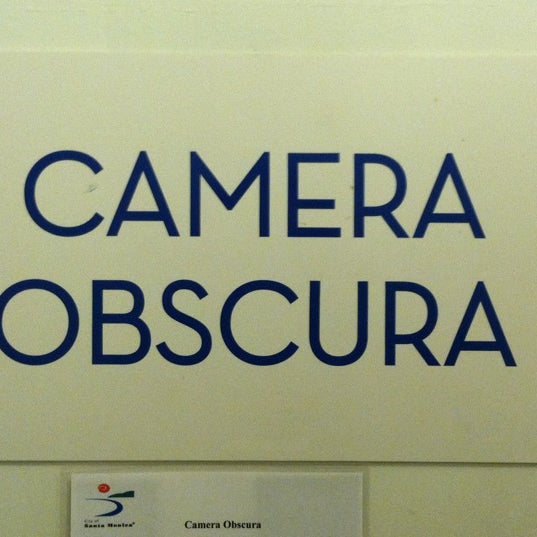 CAMERA
OBSCURA
City of
Santa Monica®
Camera Obscura